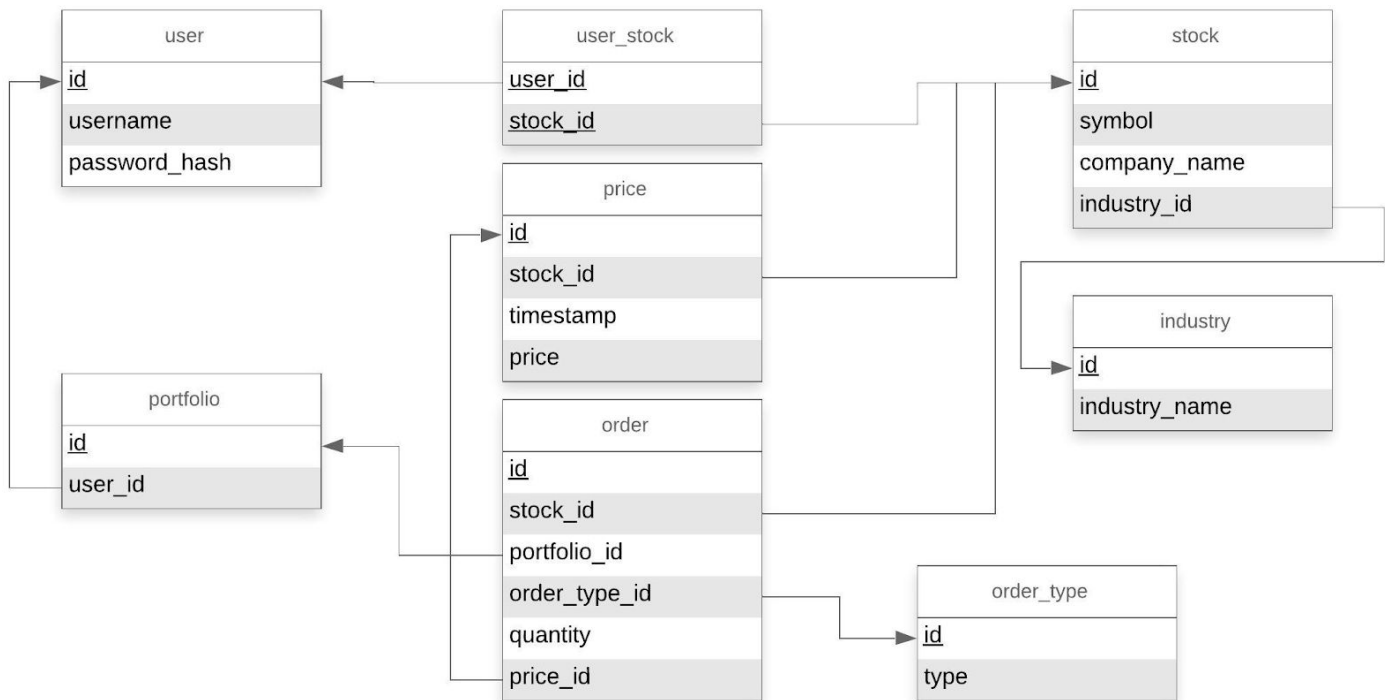 user
id
username
password_hash
user_stock
user_id
stock_id
stock
id
symbol
company_name
industry_id
price
id
stock_id
timestamp
price
industry
id
industry_name
portfolio
id
user_id
order
id
stock_id
portfolio_id
order_type_id
quantity
price_id
order_type
id
type